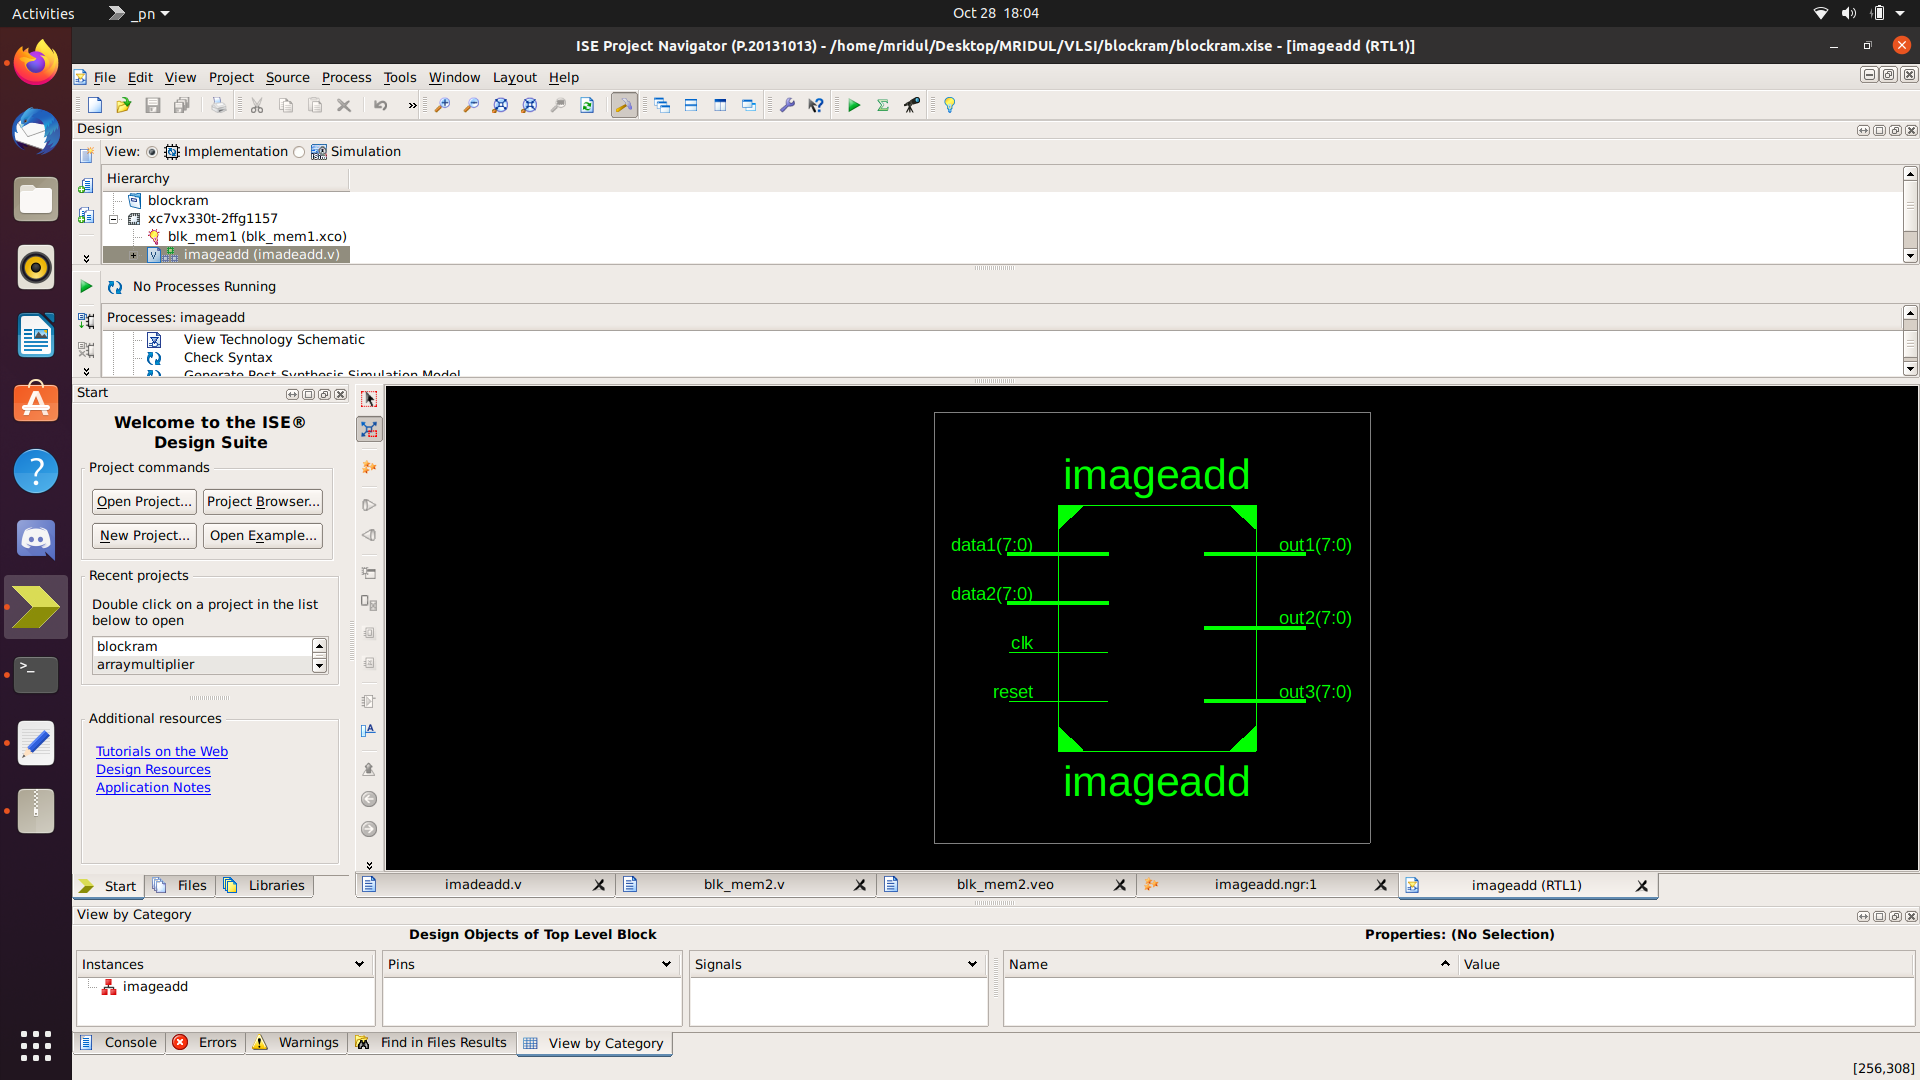 Activities
_pn
Oct 28 18:04
ISE Project Navigator (P.20131013) - /home/mridul/Desktop/MRIDUL/VLSI/blockram/blockram.xise - [imageadd (RTL1)]
File Edit View Project Source Process Tools Window Layout Help
Design
View: Implementation Simulation
Hierarchy
blockram
xc7vx330t-2ffg1157
blk_mem1 (blk_mem1.xco)
imageadd (imadeadd.v)
No Processes Running
Processes: imageadd
View Technology Schematic
Check Syntax
Generate Post-Synthesis Simulation Model
Start
Welcome to the ISE®
Design Suite
Project commands
Open Project... Project Browser...
New Project... Open Example...
Recent projects
Double click on a project in the list
below to open
blockram
arraymultiplier
Additional resources
Tutorials on the Web
Design Resources
Application Notes
Start Files Libraries
imageadd
data1(7:0) out1(7:0)
data2(7:0)
out2(7:0)
clk
reset out3(7:0)
imageadd
imadeadd.v blk_mem2.v blk_mem2.veo imageadd.ngr:1 imageadd (RTL1)
View by Category
Design Objects of Top Level Block
Properties: (No Selection)
Instances Pins Signals Name Value
imageadd
Console Errors Warnings Find in Files Results View by Category
[256,308]